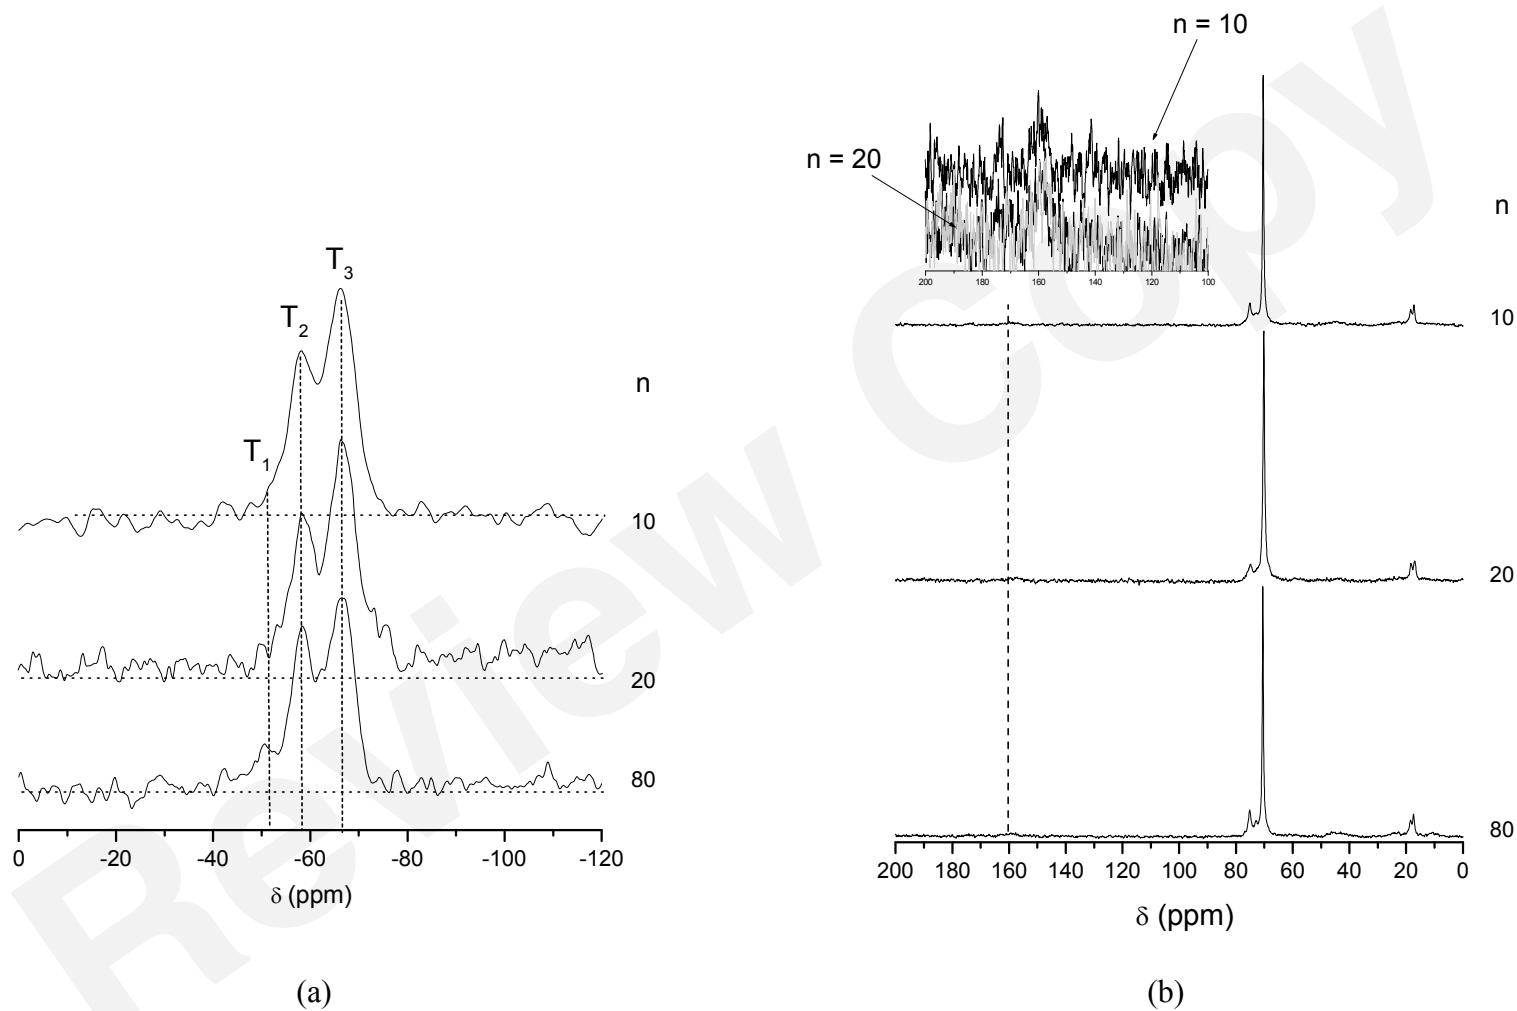 n = 10
n = 20
200 180 160 140 120 100
n
10
20
80
200 180 160 140 120 100 80 60 40 20 0
δ (ppm)
(b)
T3
T2
T1
n
10
20
80
0 -20 -40 -60 -80 -100 -120
δ (ppm)
(a)
Review Copy